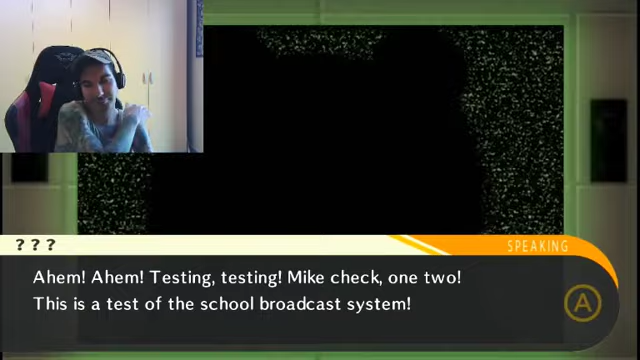 ? ? ?
SPEAKING
Ahem! Ahem! Testing, testing! Mike check, one two!
This is a test of the school broadcast system!
A